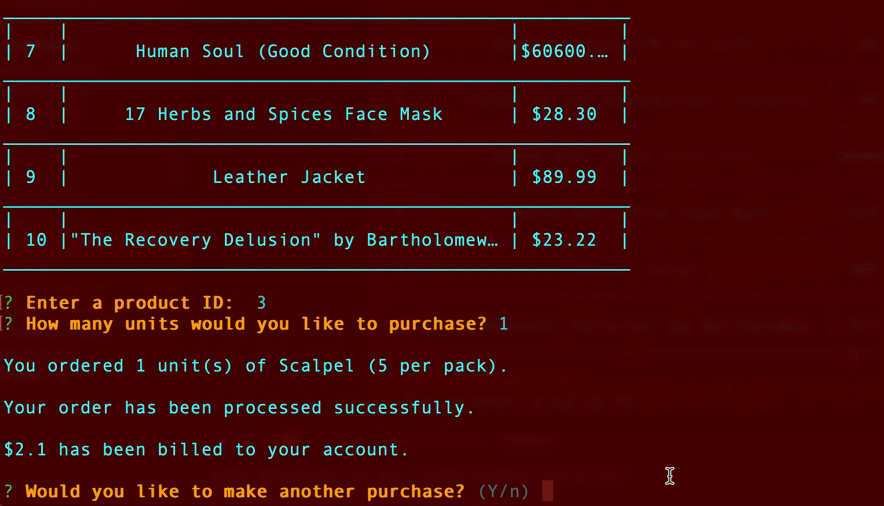 | 7 | Human Soul (Good Condition) |$60600.… |
| 8 | 17 Herbs and Spices Face Mask | $28.30 |
| 9 | Leather Jacket | $89.99 |
| 10 |"The Recovery Delusion" by Bartholomew… | $23.22 |
? Enter a product ID: 3
? How many units would you like to purchase? 1
You ordered 1 unit(s) of Scalpel (5 per pack).
Your order has been processed successfully.
$2.1 has been billed to your account.
? Would you like to make another purchase? (Y/n)